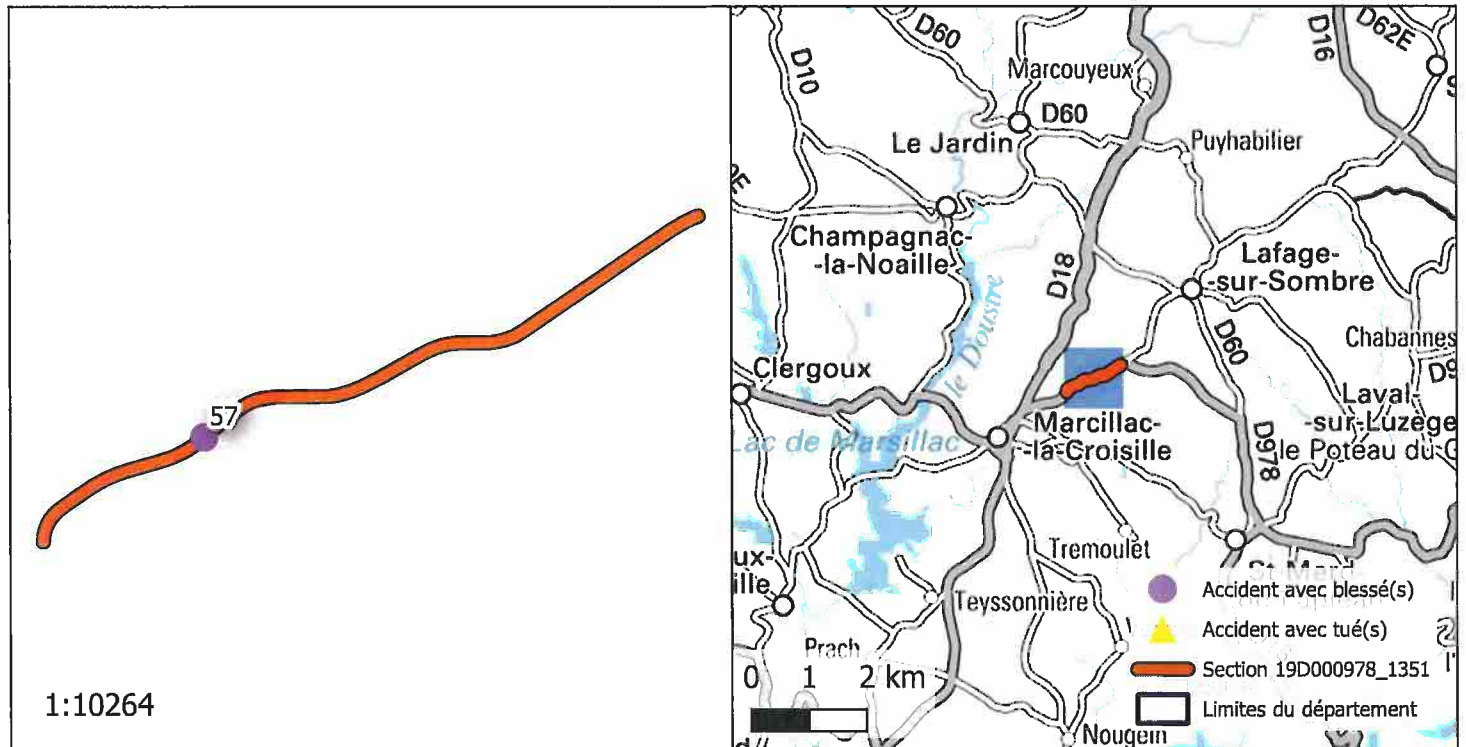 57
1:10264
D60
D62E
D16
D10
Marcouyeux
D60
Le Jardin
Puyhabilier
Champagnac-
-la-Noaille
D18
Lafage-
-sur-Sombre
le Doustre
D60
Chabannes
Clergoux
Laval-
-sur-Luzège
Marcillac-
-la-Croisille
Lac de Marsillac
le Poteau du
D978
Tremoulet
Teyssonnière
Prach
0 1 2 km
Nougein
Accident avec blessé(s)
Accident avec tué(s)
Section 19D000978_1351
Limites du département